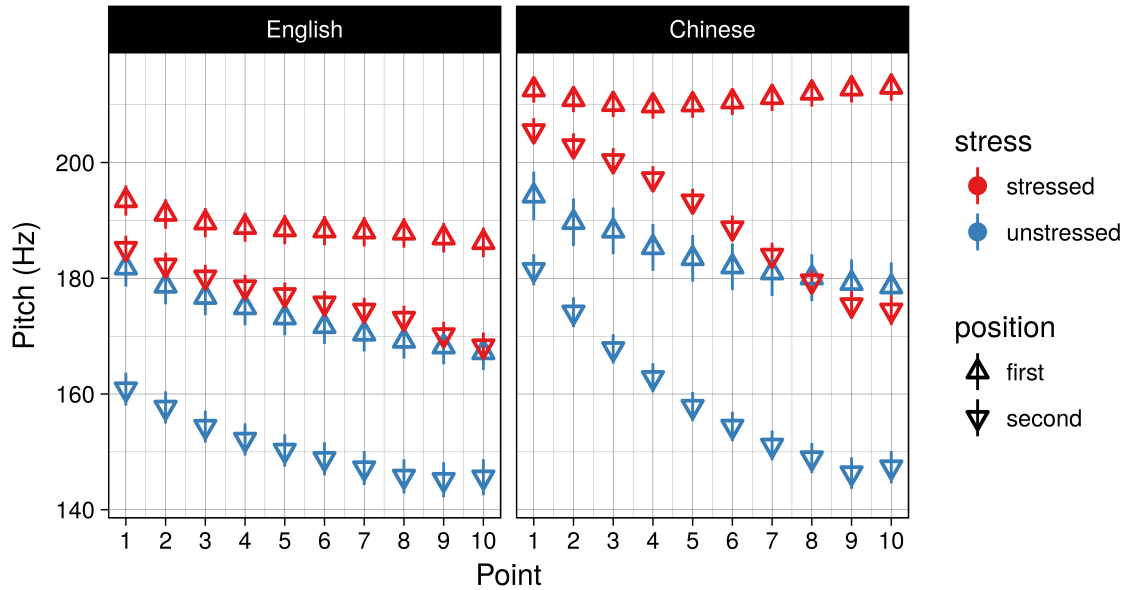 English
Chinese
Pitch (Hz)
200
180
160
140
1 2 3 4 5 6 7 8 9 10
1 2 3 4 5 6 7 8 9 10
Point
stress
stressed
unstressed
position
first
second